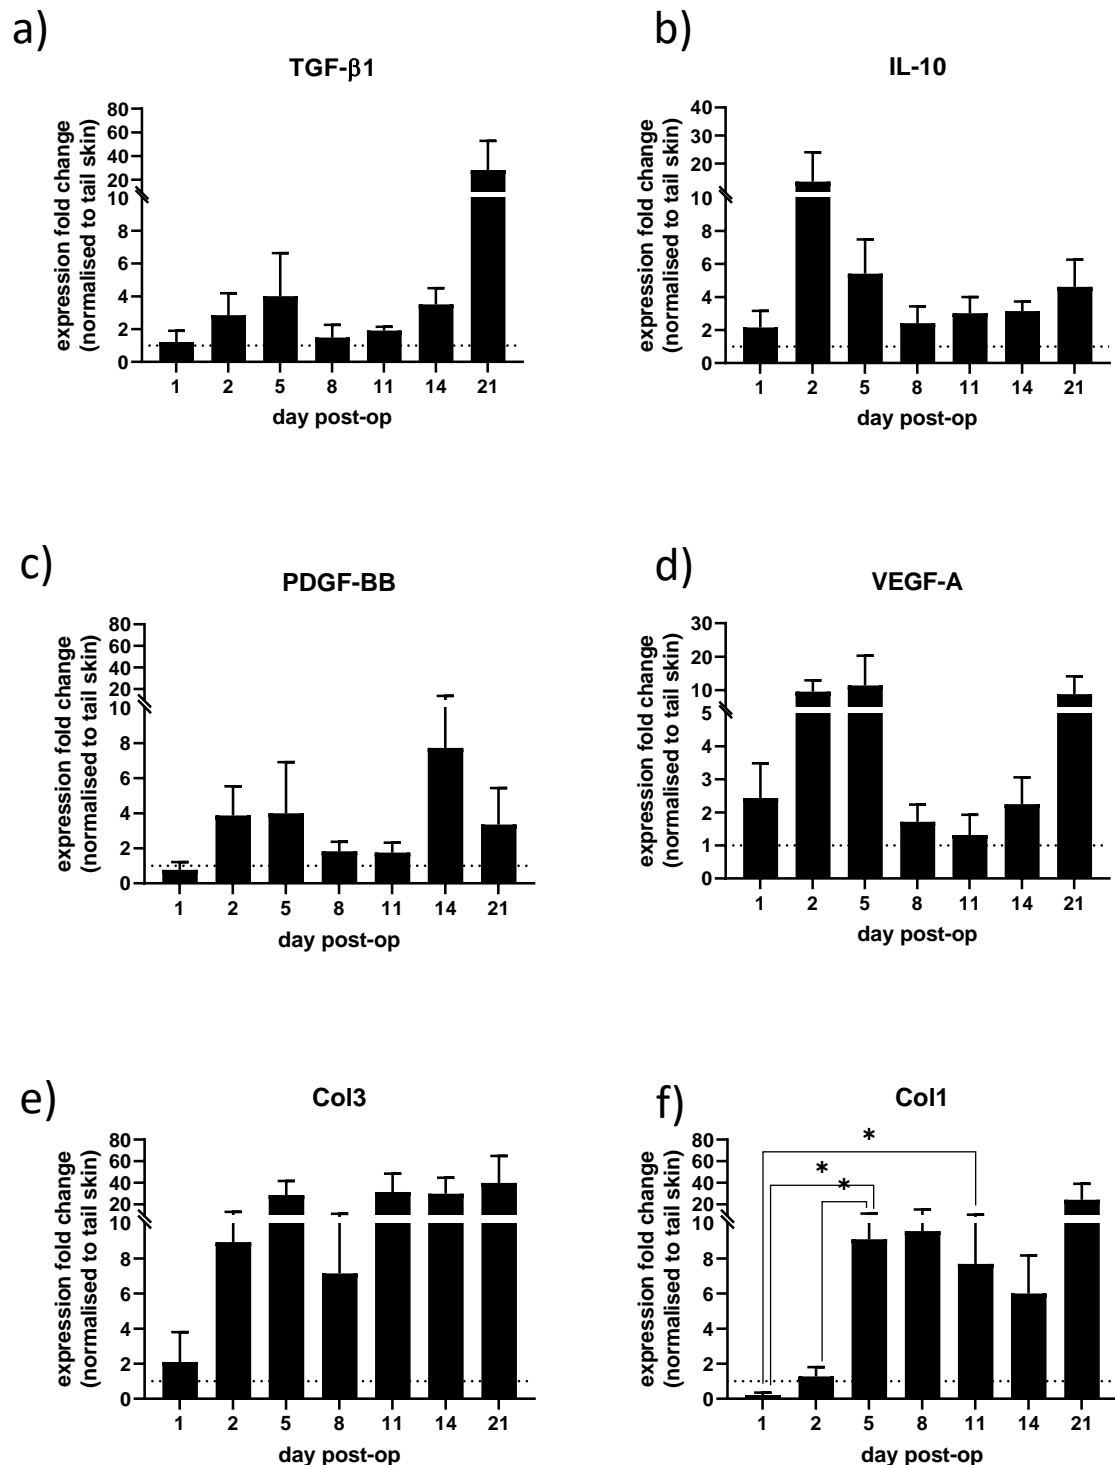 a)
TGF-β1
expression fold change
(normalised to tail skin)
80
60
40
20
10
8
6
4
2
0
1 2 5 8 11 14 21
day post-op
b)
IL-10
expression fold change
(normalised to tail skin)
40
30
20
10
8
6
4
2
0
1 2 5 8 11 14 21
day post-op
c)
PDGF-BB
expression fold change
(normalised to tail skin)
80
60
40
20
10
8
6
4
2
0
1 2 5 8 11 14 21
day post-op
d)
VEGF-A
expression fold change
(normalised to tail skin)
30
20
10
5
4
3
2
1
0
1 2 5 8 11 14 21
day post-op
e)
Col3
expression fold change
(normalised to tail skin)
80
60
40
20
10
8
6
4
2
0
1 2 5 8 11 14 21
day post-op
f)
Col1
expression fold change
(normalised to tail skin)
80
60
40
20
10
8
6
4
2
0
*
*
*
1 2 5 8 11 14 21
day post-op